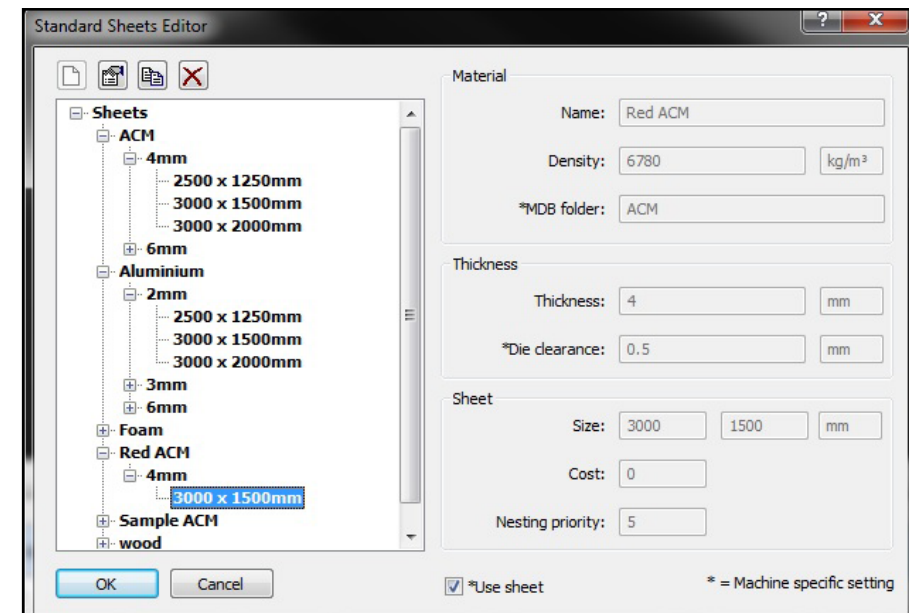 Standard Sheets Editor
Sheets
ACM
4mm
2500 x 1250mm
3000 x 1500mm
3000 x 2000mm
6mm
Aluminium
2mm
2500 x 1250mm
3000 x 1500mm
3000 x 2000mm
3mm
6mm
Foam
Red ACM
4mm
3000 x 1500mm
Sample ACM
wood
OK Cancel
Material
Name: Red ACM
Density: 6780 kg/m³
*MDB folder: ACM
Thickness
Thickness: 4 mm
*Die clearance: 0.5 mm
Sheet
Size: 3000 1500 mm
Cost: 0
Nesting priority: 5
*Use sheet * = Machine specific setting